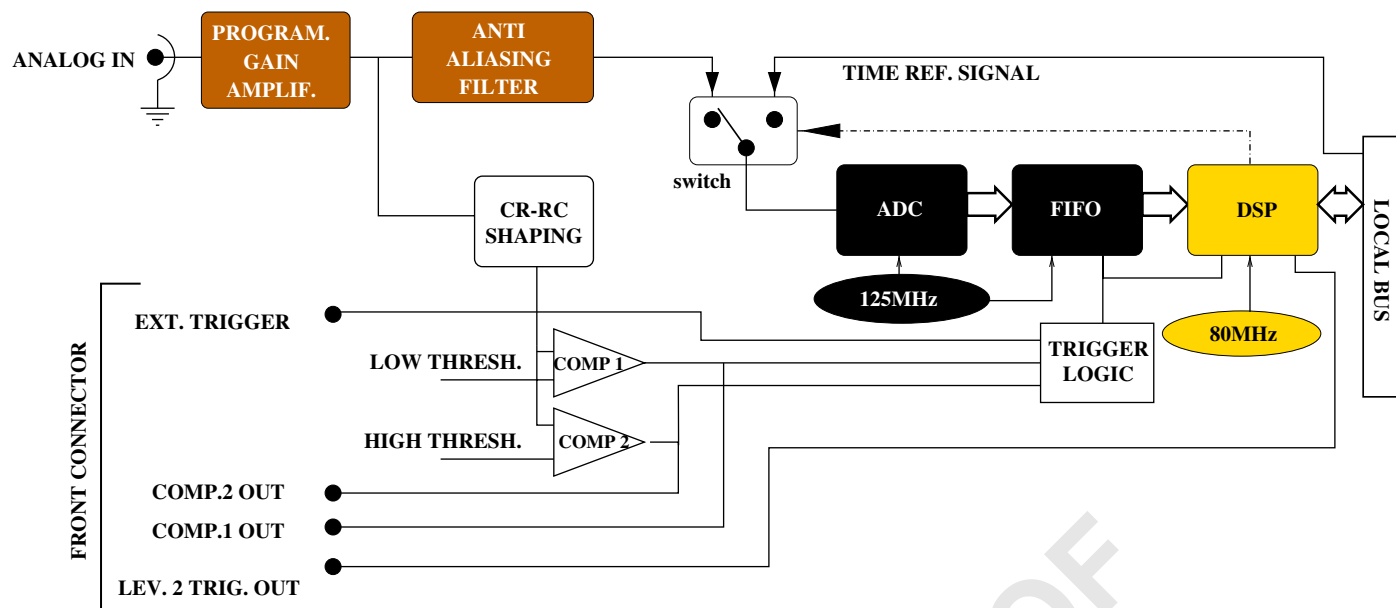 ANALOG IN
PROGRAM.
GAIN
AMPLIF.
ANTI
ALIASING
FILTER
TIME REF. SIGNAL
switch
CR-RC
SHAPING
ADC
FIFO
DSP
LOCAL BUS
125MHz
80MHz
FRONT CONNECTOR
EXT. TRIGGER
LOW THRESH.
COMP 1
TRIGGER
LOGIC
HIGH THRESH.
COMP 2
COMP.2 OUT
COMP.1 OUT
LEV. 2 TRIG. OUT
OF